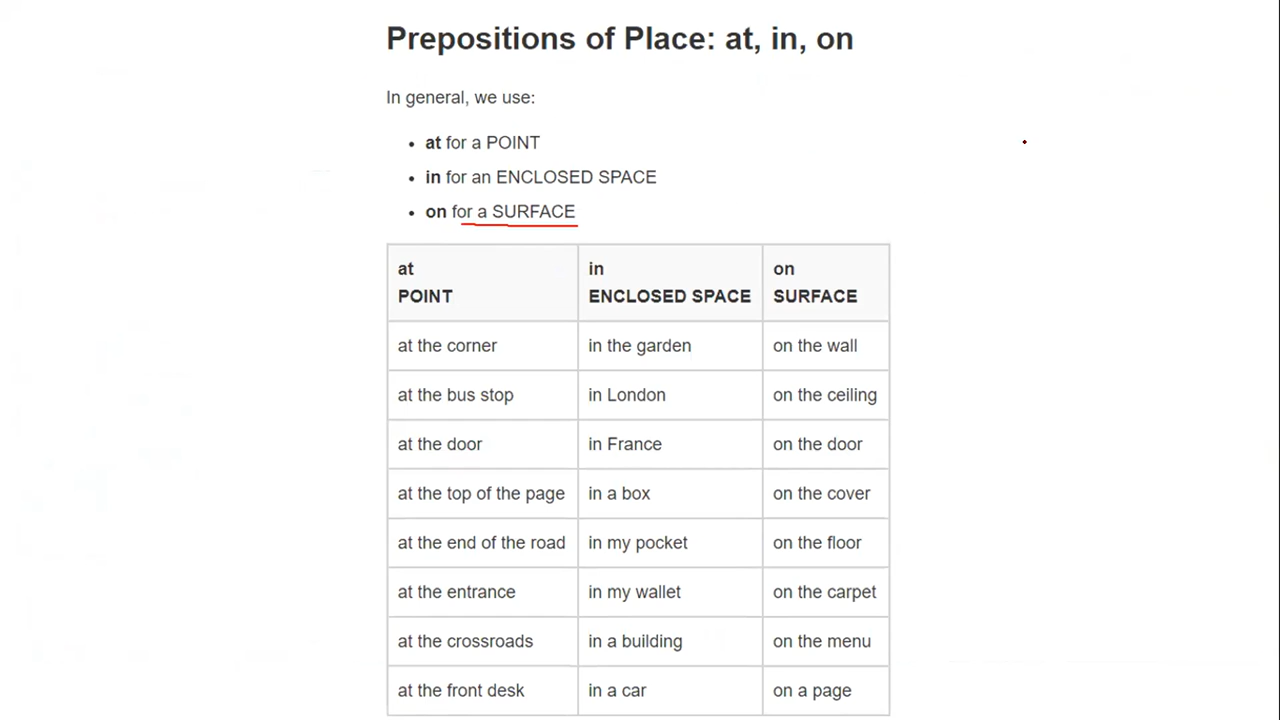 Prepositions of Place: at, in, on
In general, we use:
• at for a POINT
• in for an ENCLOSED SPACE
• on for a SURFACE
at in on
POINT ENCLOSED SPACE SURFACE
at the corner in the garden on the wall
at the bus stop in London on the ceiling
at the door in France on the door
at the top of the page in a box on the cover
at the end of the road in my pocket on the floor
at the entrance in my wallet on the carpet
at the crossroads in a building on the menu
at the front desk in a car on a page